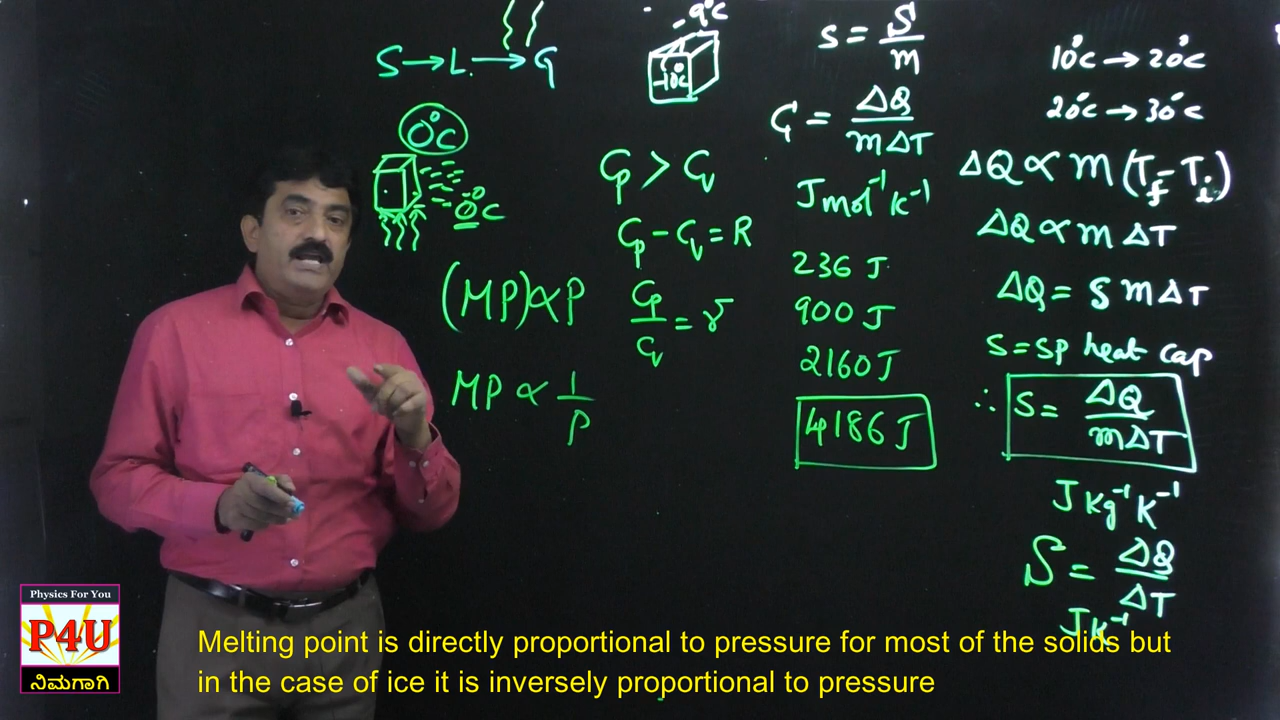 S→L→G
0°C
0°C
(MP)∝P
MP ∝ 1/P
-9°C
-10°C
Cp > Cv
Cp - Cv = R
Cp/Cv = γ
s = S/m
C = ΔQ/mΔT
J mol⁻¹ K⁻¹
236 J
900 J
2160 J
4186 J
10°C → 20°C
20°C → 30°C
ΔQ ∝ m (Tf - Ti)
ΔQ ∝ m ΔT
ΔQ = S m ΔT
S = Sp heat cap
∴ S = ΔQ/mΔT
J Kg⁻¹ K⁻¹
S = ΔQ/ΔT
J K⁻¹
Physics For You
P4U
ನಿಮಗಾಗಿ
Melting point is directly proportional to pressure for most of the solids but
in the case of ice it is inversely proportional to pressure